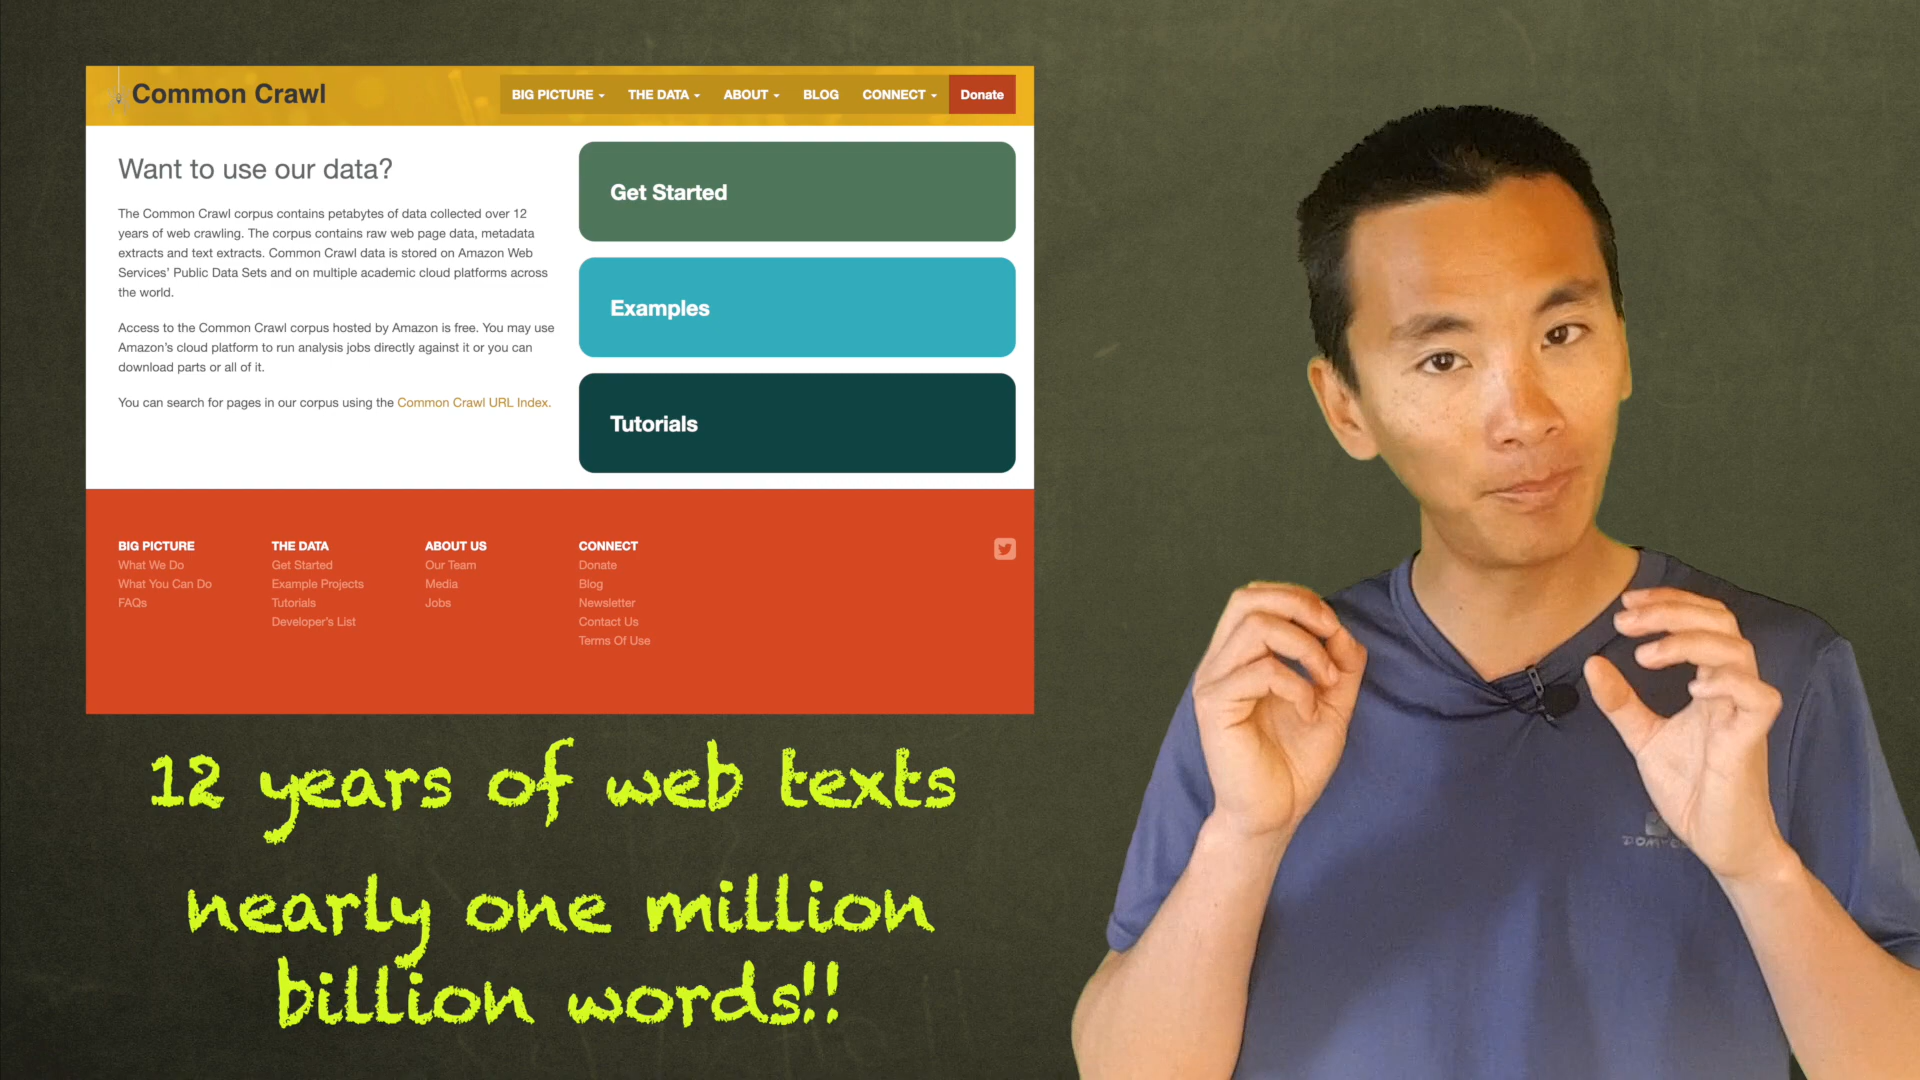 Common Crawl
BIG PICTURE THE DATA ABOUT BLOG CONNECT Donate
Want to use our data?
The Common Crawl corpus contains petabytes of data collected over 12
years of web crawling. The corpus contains raw web page data, metadata
extracts and text extracts. Common Crawl data is stored on Amazon Web
Services' Public Data Sets and on multiple academic cloud platforms across
the world.
Access to the Common Crawl corpus hosted by Amazon is free. You may use
Amazon's cloud platform to run analysis jobs directly against it or you can
download parts or all of it.
You can search for pages in our corpus using the Common Crawl URL Index.
Get Started
Examples
Tutorials
BIG PICTURE
What We Do
What You Can Do
FAQs
THE DATA
Get Started
Example Projects
Tutorials
Developer's List
ABOUT US
Our Team
Media
Jobs
CONNECT
Donate
Blog
Newsletter
Contact Us
Terms Of Use
12 years of web texts
nearly one million
billion words!!